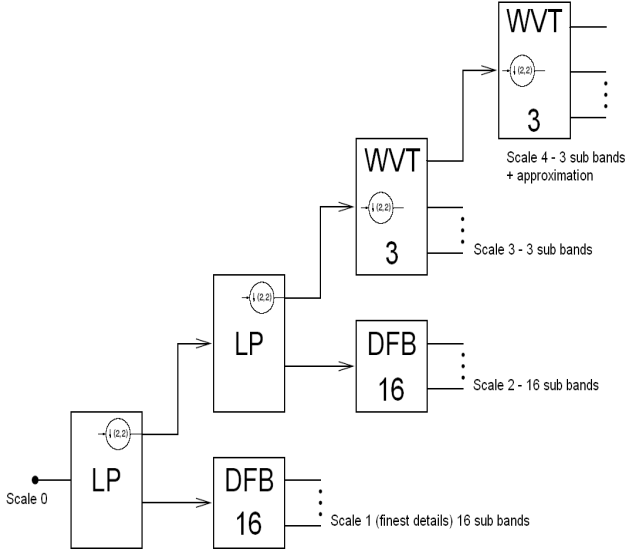 WVT
↓(2,2)
3
Scale 4 - 3 sub bands
+ approximation
WVT
↓(2,2)
3
Scale 3 - 3 sub bands
↓(2,2)
LP
DFB
16
Scale 2 - 16 sub bands
↓(2,2)
LP
Scale 0
DFB
16
Scale 1 (finest details) 16 sub bands